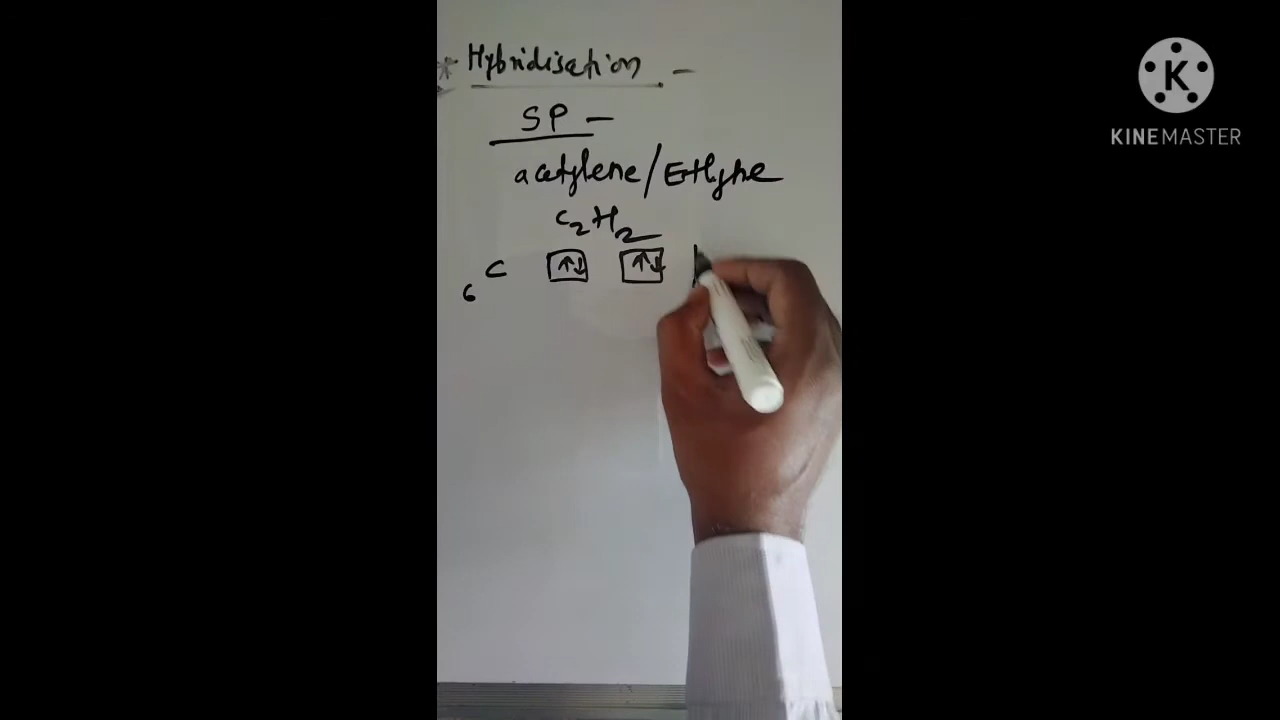 * Hybridisation -
SP -
acetylene/Ethyne
C2H2
6C ↑↓ ↑↓
KINEMASTER